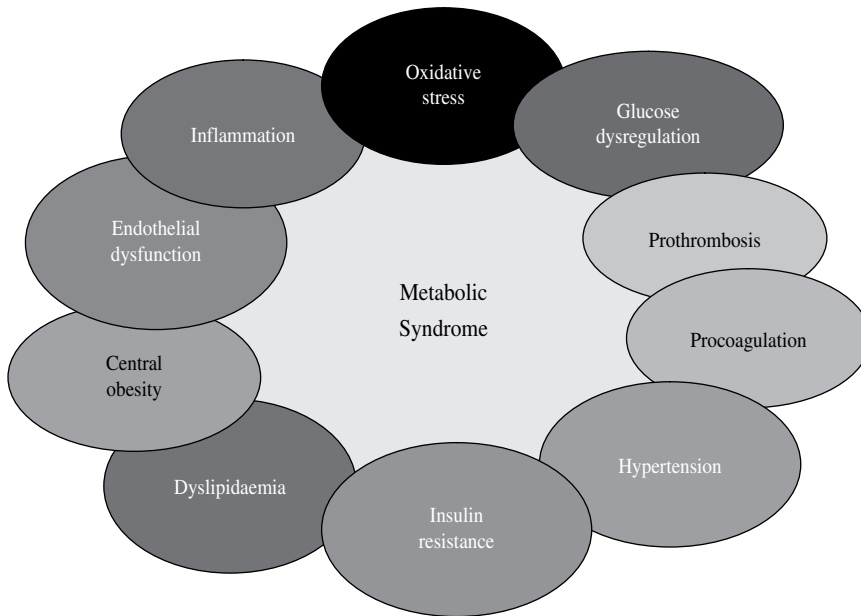 Oxidative
stress
Glucose
dysregulation
Inflammation
Endothelial
dysfunction
Prothrombosis
Metabolic
Syndrome
Procoagulation
Central
obesity
Hypertension
Dyslipidaemia
Insulin
resistance